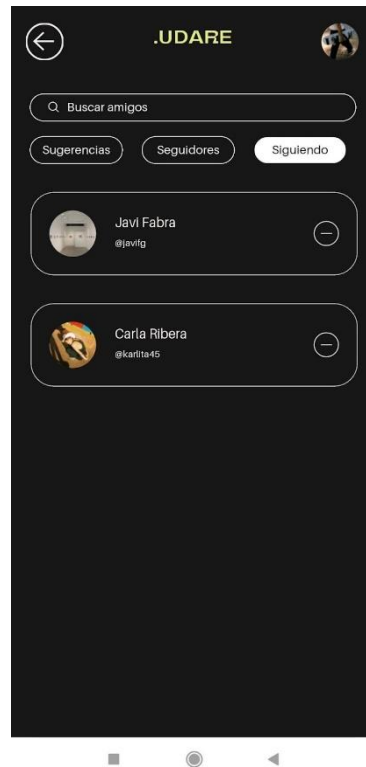 .UDARE
Buscar amigos
Sugerencias Seguidores Siguiendo
Javi Fabra
@javifg
Carla Ribera
@karlita45